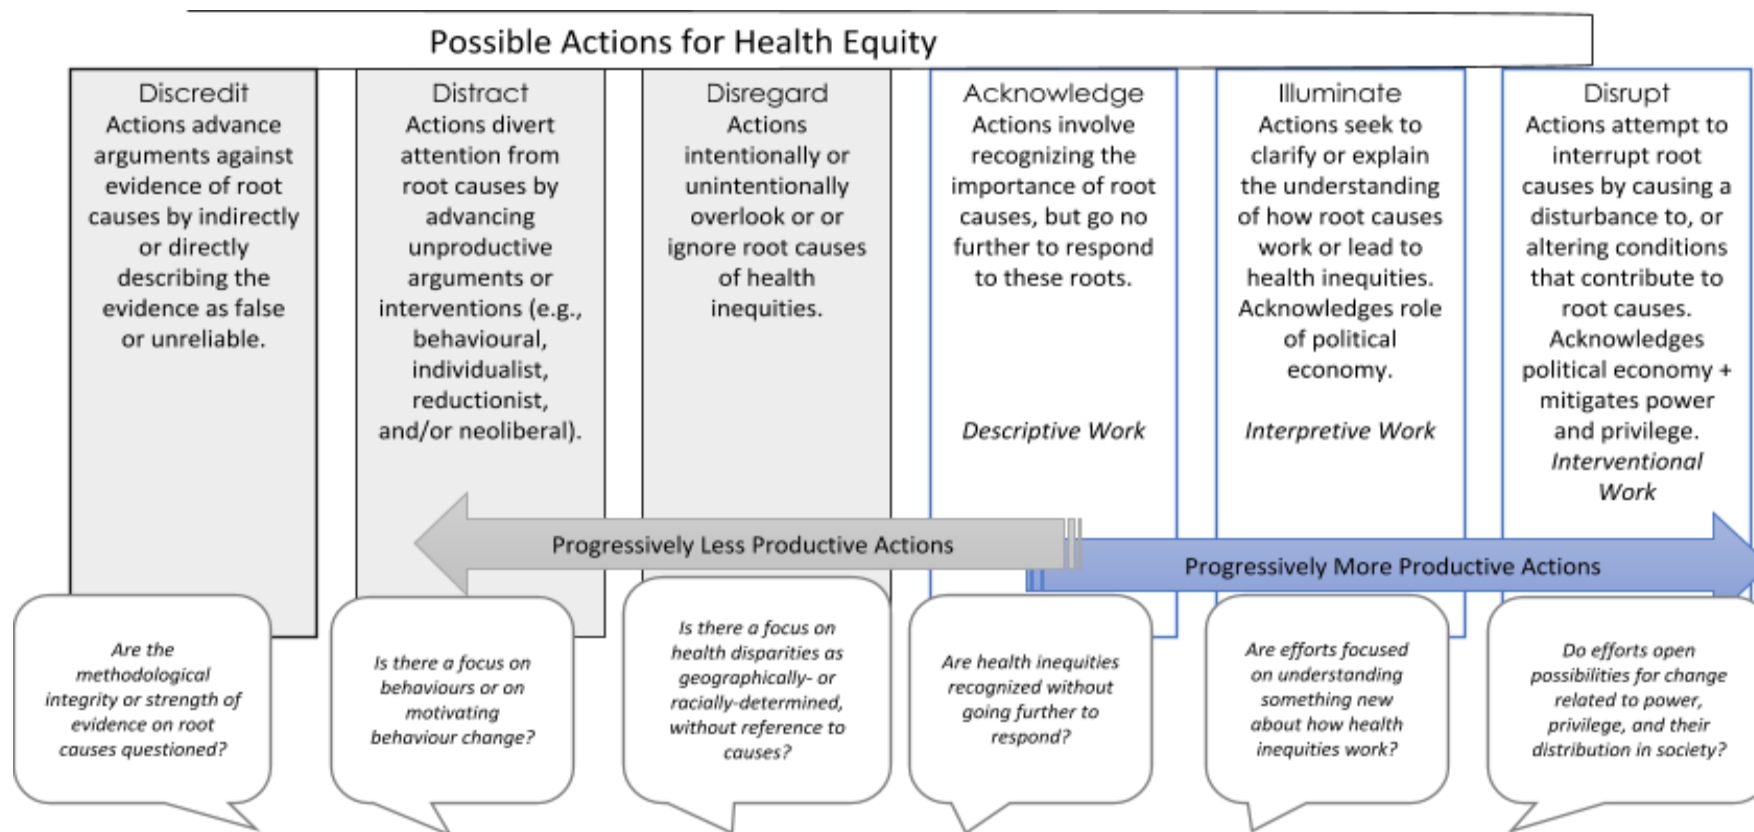 Possible Actions for Health Equity
Discredit
Actions advance
arguments against
evidence of root
causes by indirectly
or directly
describing the
evidence as false
or unreliable.
Distract
Actions divert
attention from
root causes by
advancing
unproductive
arguments or
interventions (e.g.,
behavioural,
individualist,
reductionist,
and/or neoliberal).
Disregard
Actions
intentionally or
unintentionally
overlook or or
ignore root causes
of health
inequities.
Acknowledge
Actions involve
recognizing the
importance of root
causes, but go no
further to respond
to these roots.
Descriptive Work
Illuminate
Actions seek to
clarify or explain
the understanding
of how root causes
work or lead to
health inequities.
Acknowledges role
of political
economy.
Interpretive Work
Disrupt
Actions attempt to
interrupt root
causes by causing a
disturbance to, or
altering conditions
that contribute to
root causes.
Acknowledges
political economy +
mitigates power
and privilege.
Interventional
Work
Progressively Less Productive Actions
Progressively More Productive Actions
Are the
methodological
integrity or strength of
evidence on root
causes questioned?
Is there a focus on
behaviours or on
motivating
behaviour change?
Is there a focus on
health disparities as
geographically- or
racially-determined,
without reference to
causes?
Are health inequities
recognized without
going further to
respond?
Are efforts focused
on understanding
something new
about how health
inequities work?
Do efforts open
possibilities for change
related to power,
privilege, and their
distribution in society?